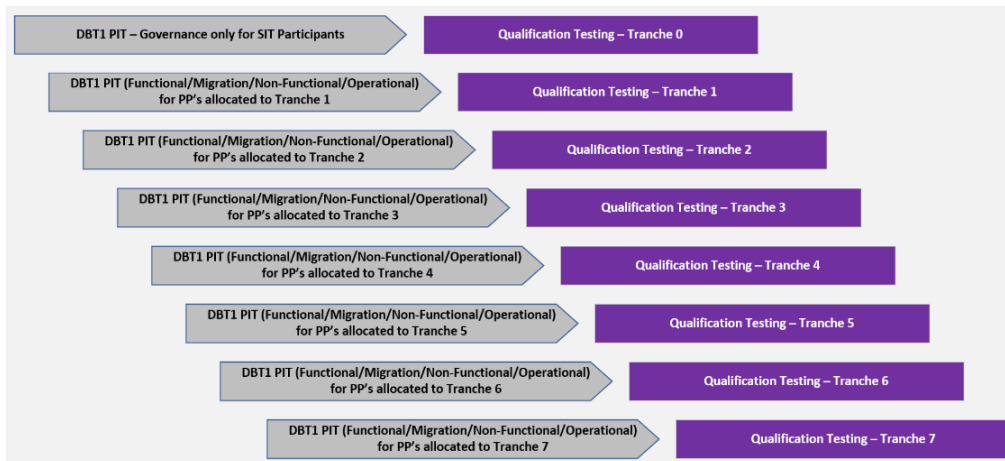 DBT1 PIT – Governance only for SIT Participants
Qualification Testing – Tranche 0
DBT1 PIT (Functional/Migration/Non-Functional/Operational)
for PP's allocated to Tranche 1
Qualification Testing – Tranche 1
DBT1 PIT (Functional/Migration/Non-Functional/Operational)
for PP's allocated to Tranche 2
Qualification Testing – Tranche 2
DBT1 PIT (Functional/Migration/Non-Functional/Operational)
for PP's allocated to Tranche 3
Qualification Testing – Tranche 3
DBT1 PIT (Functional/Migration/Non-Functional/Operational)
for PP's allocated to Tranche 4
Qualification Testing – Tranche 4
DBT1 PIT (Functional/Migration/Non-Functional/Operational)
for PP's allocated to Tranche 5
Qualification Testing – Tranche 5
DBT1 PIT (Functional/Migration/Non-Functional/Operational)
for PP's allocated to Tranche 6
Qualification Testing – Tranche 6
DBT1 PIT (Functional/Migration/Non-Functional/Operational)
for PP's allocated to Tranche 7
Qualification Testing – Tranche 7